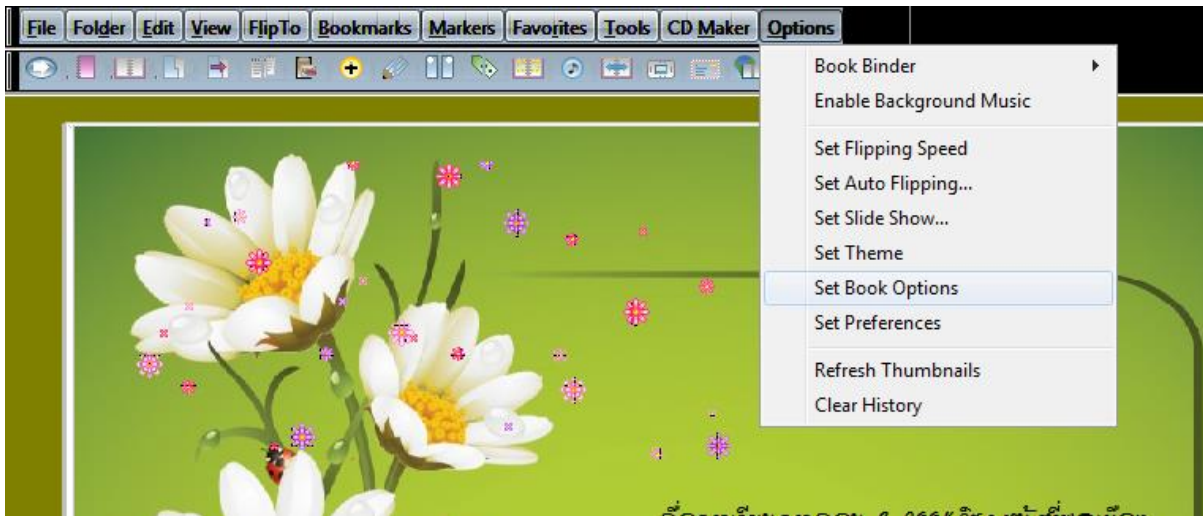 File Folder Edit View FlipTo Bookmarks Markers Favorites Tools CD Maker Options
Book Binder
Enable Background Music
Set Flipping Speed
Set Auto Flipping...
Set Slide Show...
Set Theme
Set Book Options
Set Preferences
Refresh Thumbnails
Clear History